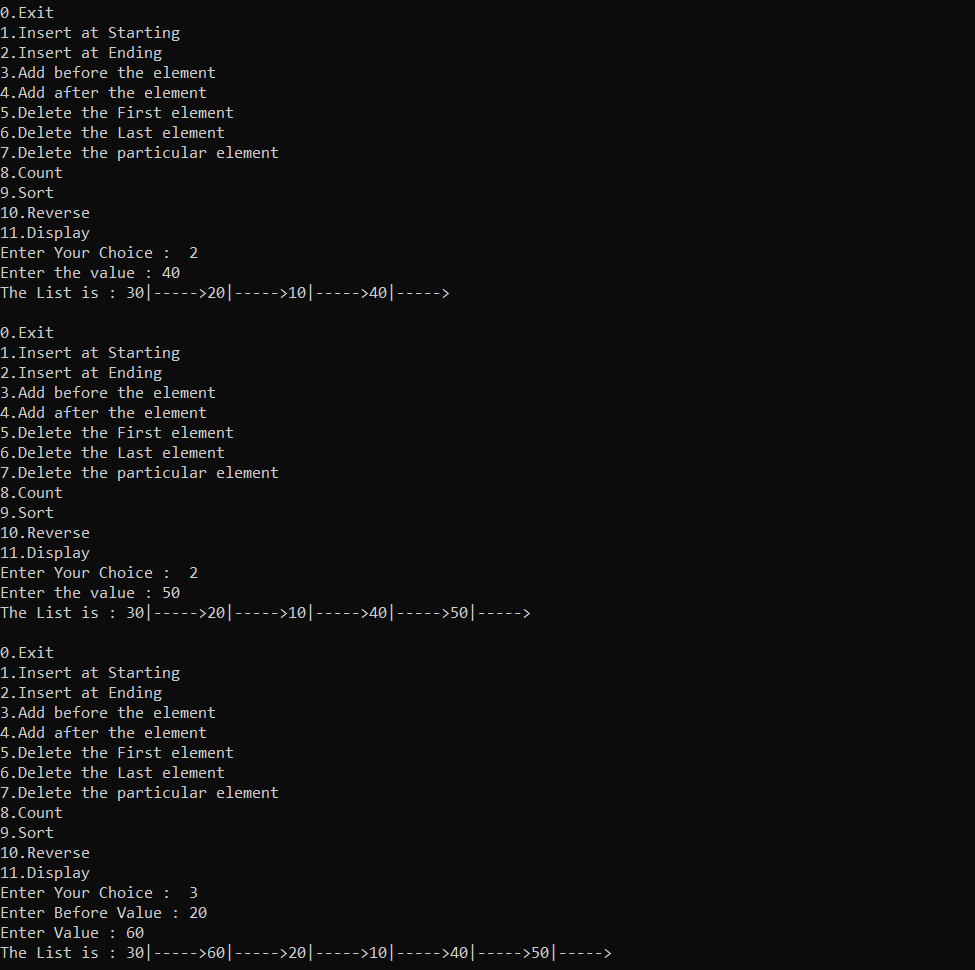 0.Exit
1.Insert at Starting
2.Insert at Ending
3.Add before the element
4.Add after the element
5.Delete the First element
6.Delete the Last element
7.Delete the particular element
8.Count
9.Sort
10.Reverse
11.Display
Enter Your Choice :  2
Enter the value : 40
The List is : 30|----->20|----->10|----->40|----->

0.Exit
1.Insert at Starting
2.Insert at Ending
3.Add before the element
4.Add after the element
5.Delete the First element
6.Delete the Last element
7.Delete the particular element
8.Count
9.Sort
10.Reverse
11.Display
Enter Your Choice :  2
Enter the value : 50
The List is : 30|----->20|----->10|----->40|----->50|----->

0.Exit
1.Insert at Starting
2.Insert at Ending
3.Add before the element
4.Add after the element
5.Delete the First element
6.Delete the Last element
7.Delete the particular element
8.Count
9.Sort
10.Reverse
11.Display
Enter Your Choice :  3
Enter Before Value : 20
Enter Value : 60
The List is : 30|----->60|----->20|----->10|----->40|----->50|----->